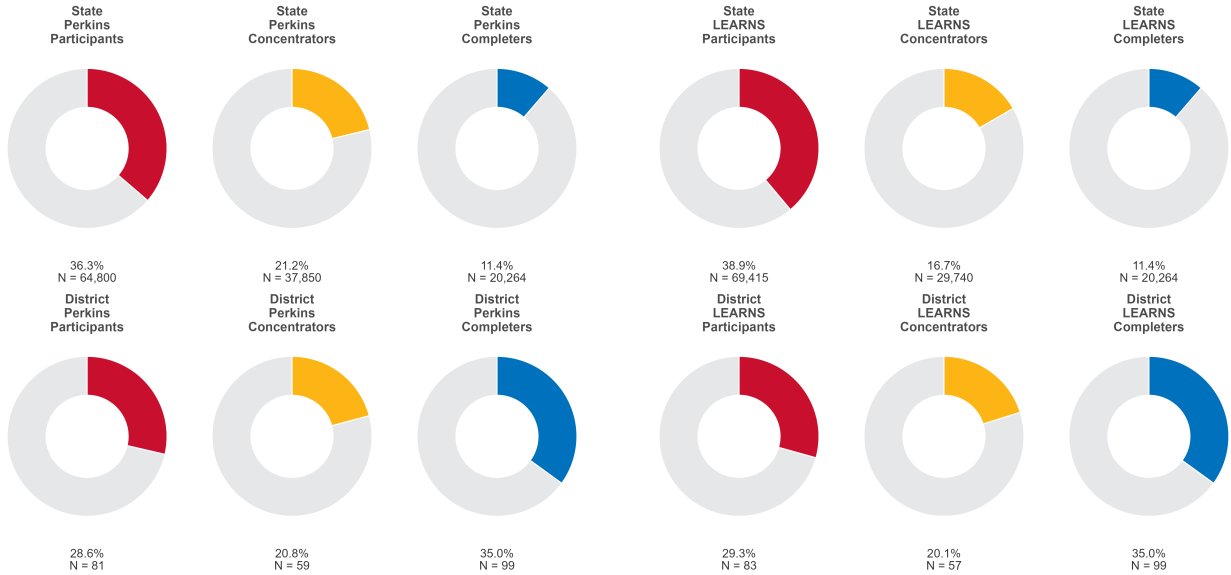 State
Perkins
Participants
State
Perkins
Concentrators
State
Perkins
Completers
State
LEARNS
Participants
State
LEARNS
Concentrators
State
LEARNS
Completers
36.3%
N = 64,800
21.2%
N = 37,850
11.4%
N = 20,264
38.9%
N = 69,415
16.7%
N = 29,740
11.4%
N = 20,264
District
Perkins
Participants
District
Perkins
Concentrators
District
Perkins
Completers
District
LEARNS
Participants
District
LEARNS
Concentrators
District
LEARNS
Completers
28.6%
N = 81
20.8%
N = 59
35.0%
N = 99
29.3%
N = 83
20.1%
N = 57
35.0%
N = 99